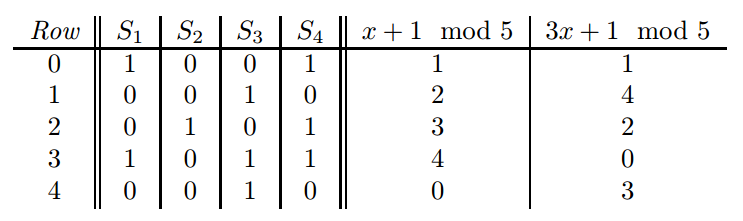 Row S₁ S₂ S₃ S₄ x + 1 mod 5 3x + 1 mod 5
0 1 0 0 1 1 1
1 0 0 1 0 2 4
2 0 1 0 1 3 2
3 1 0 1 1 4 0
4 0 0 1 0 0 3